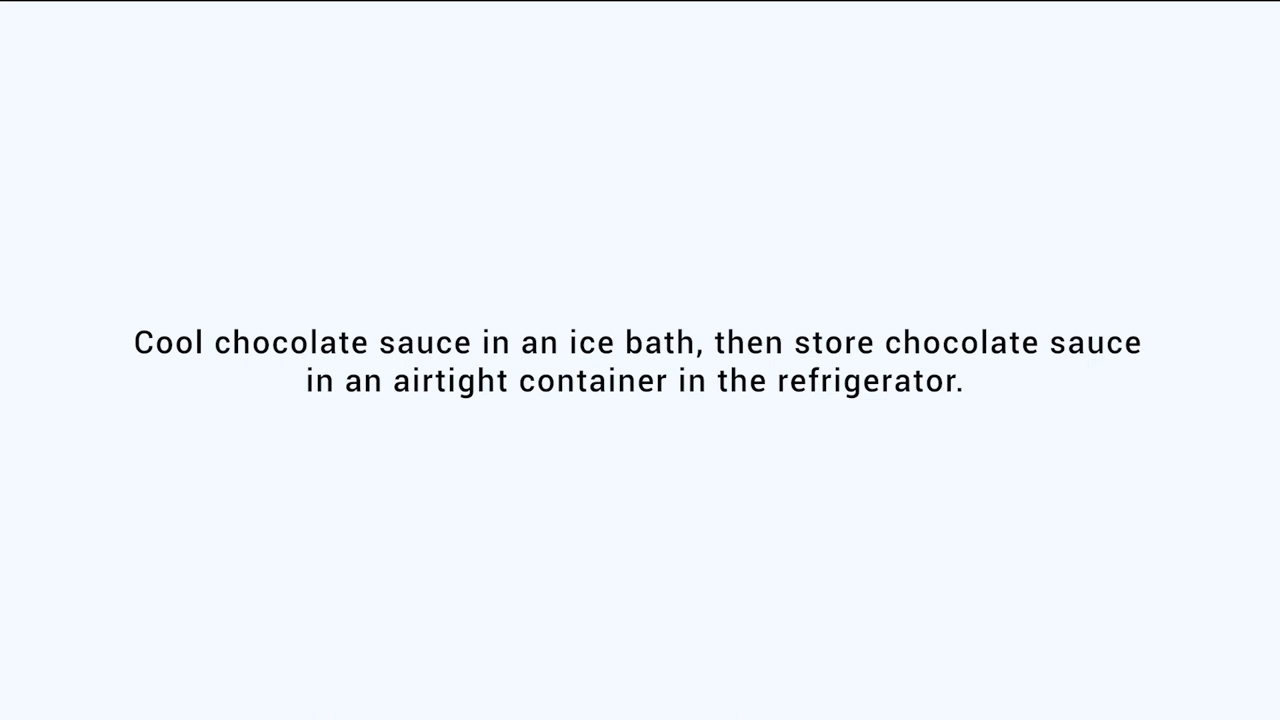 Cool chocolate sauce in an ice bath, then store chocolate sauce
in an airtight container in the refrigerator.